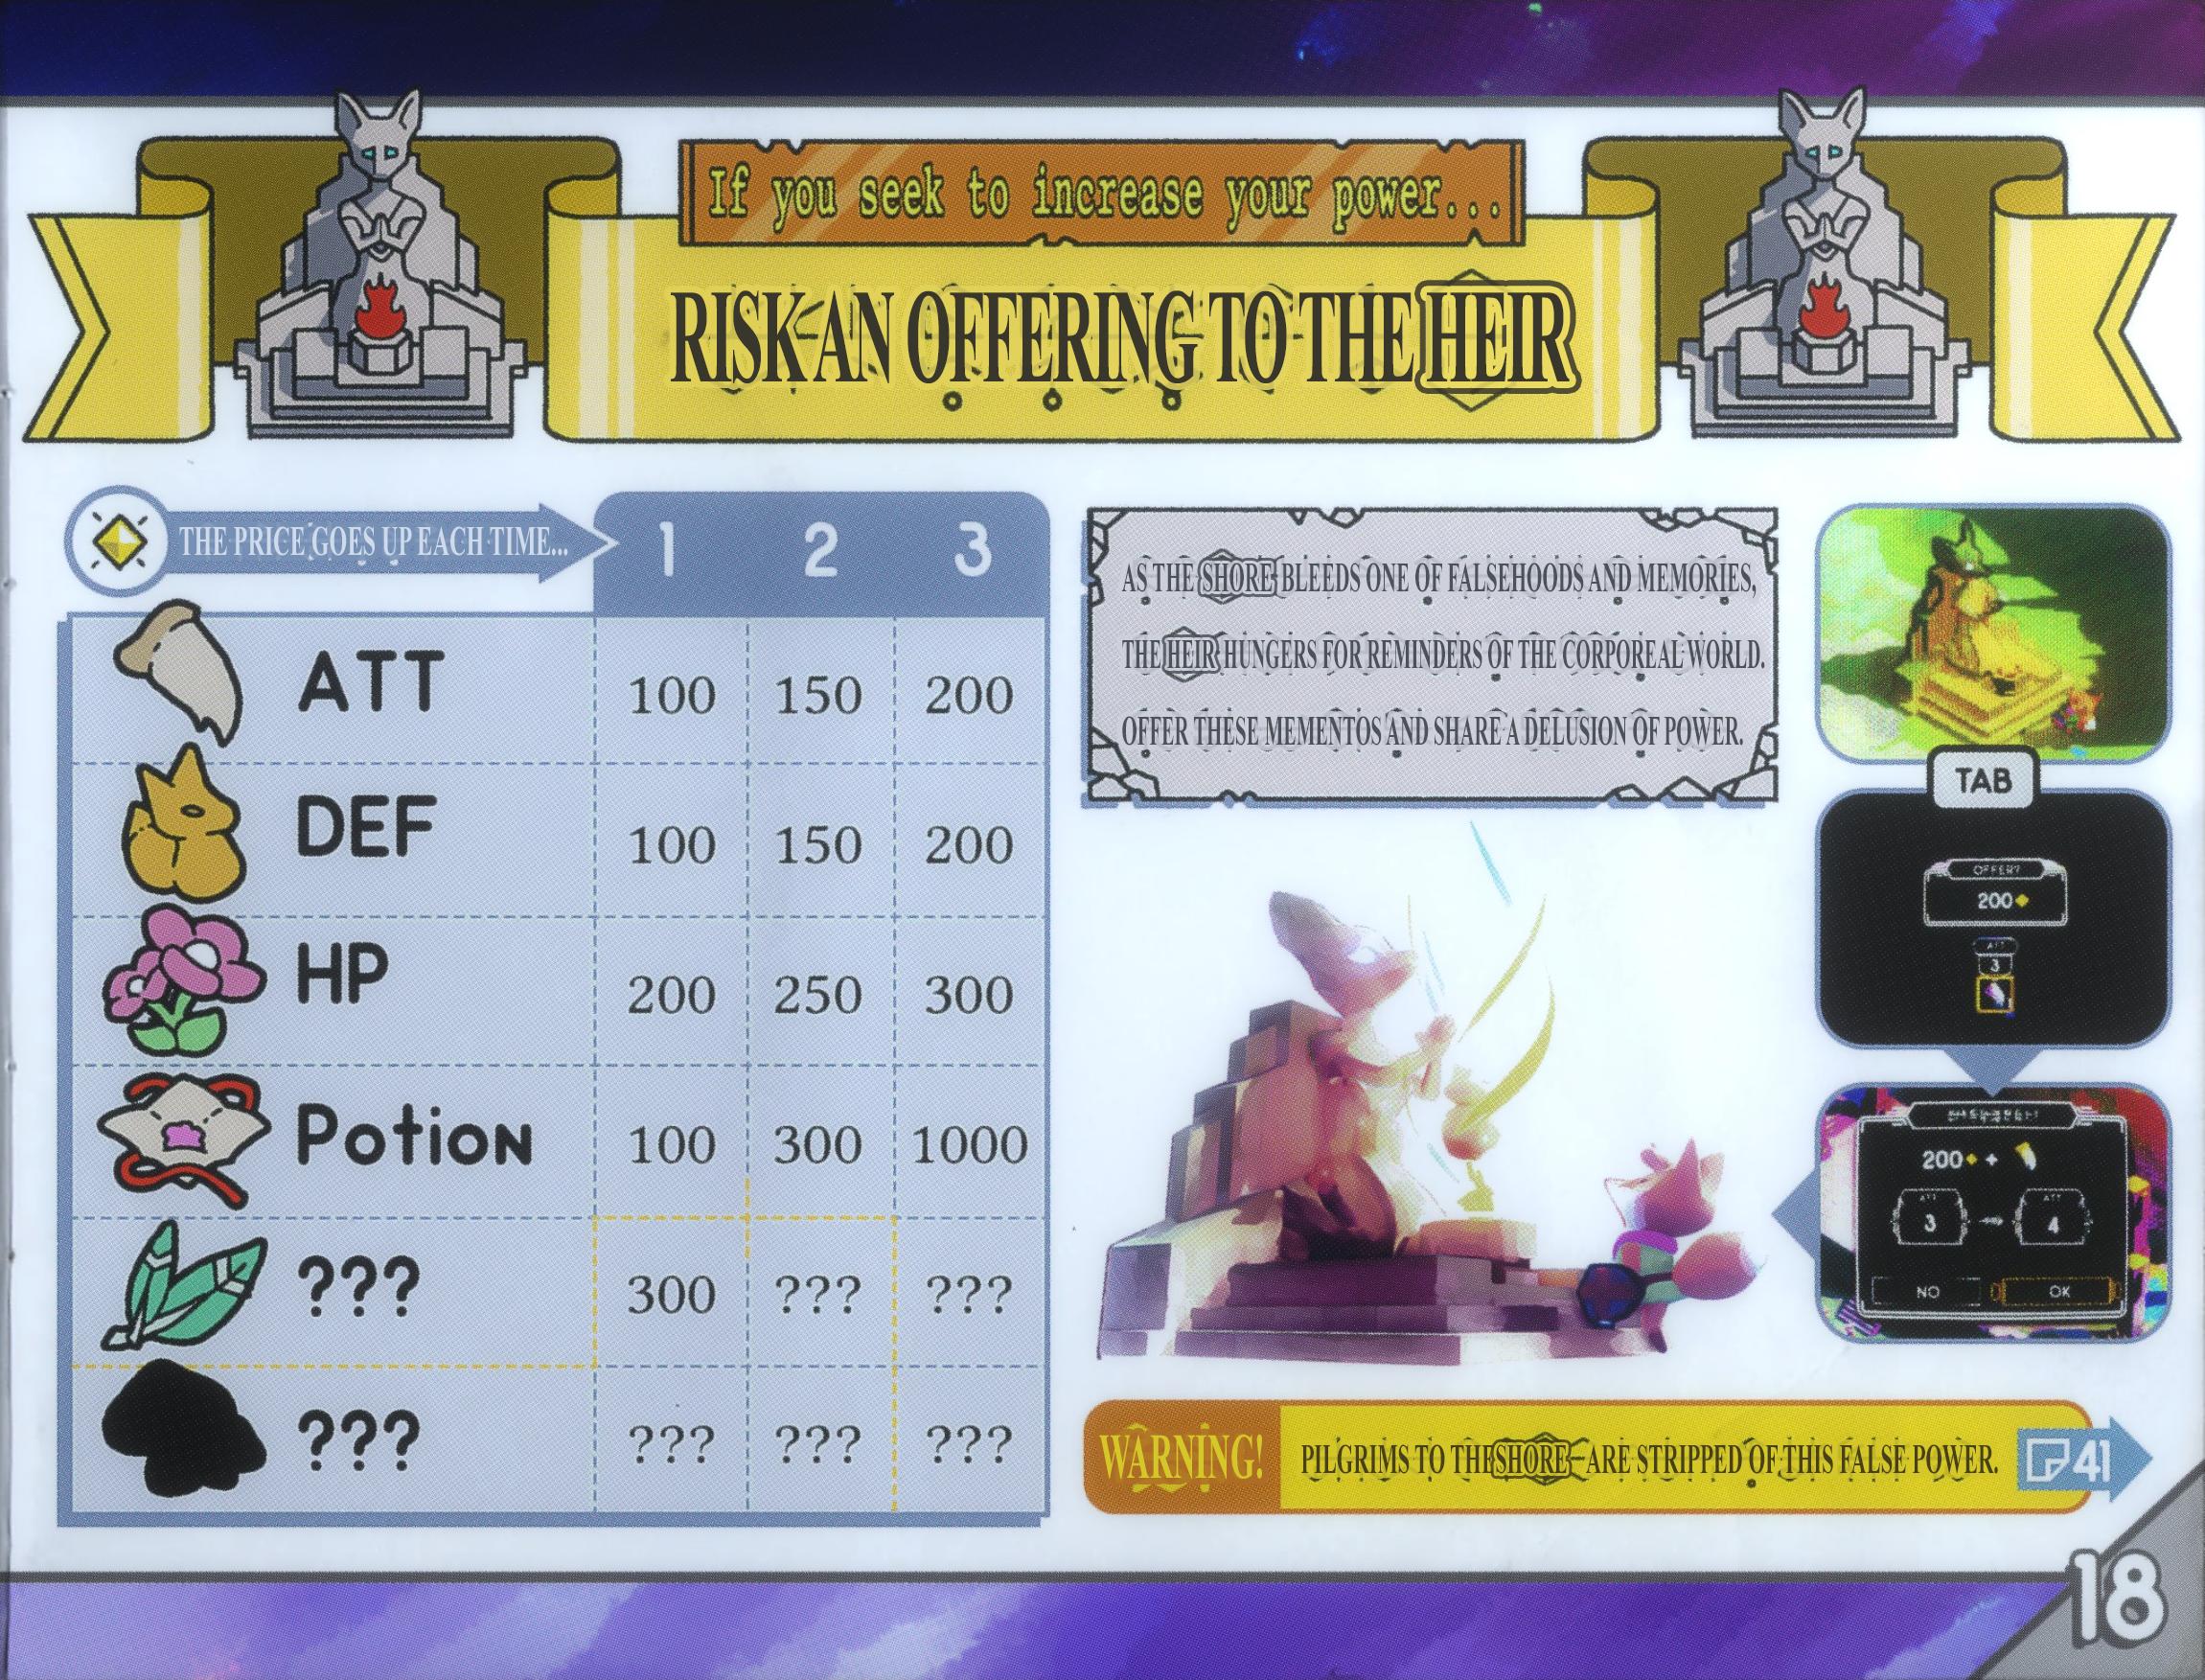 If you seek to increase your power...
RISK AN OFFERING TO THE HEIR
THE PRICE GOES UP EACH TIME... 1 2 3
ATT 100 150 200
DEF 100 150 200
HP 200 250 300
Potion 100 300 1000
??? 300 ??? ???
??? ??? ??? ???
AS THE SHORE BLEEDS ONE OF FALSEHOODS AND MEMORIES,
THE HEIR HUNGERS FOR REMINDERS OF THE CORPOREAL WORLD.
OFFER THESE MEMENTOS AND SHARE A DELUSION OF POWER.
TAB
OFFER?
200
ATT
3
200 +
ATT ATT
3 4
NO OK
WARNING! PILGRIMS TO THE SHORE ARE STRIPPED OF THIS FALSE POWER. 41
18